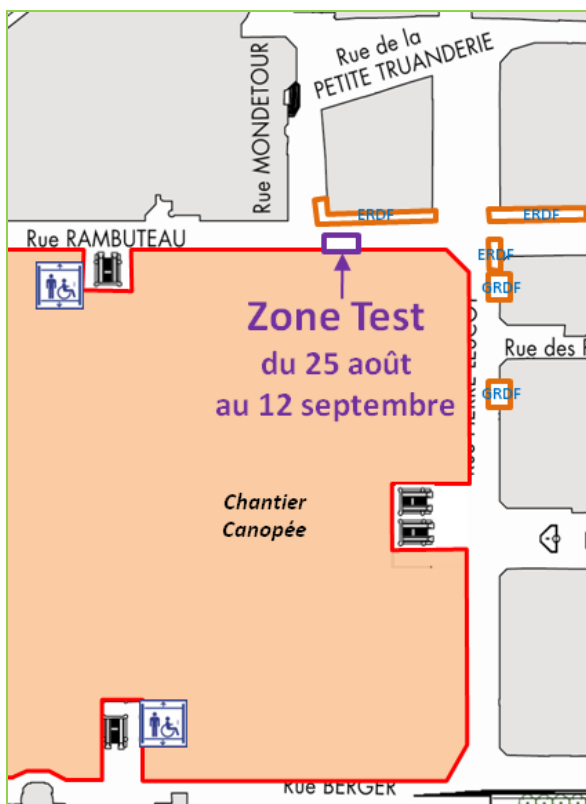 Rue de la
PETITE TRUANDERIE
Rue MONDETOUR
ERDF
ERDF
Rue RAMBUTEAU
ERDF
GRDF
Zone Test
du 25 août
au 12 septembre
Rue des
GRDF
Chantier
Canopée
Rue BERGER